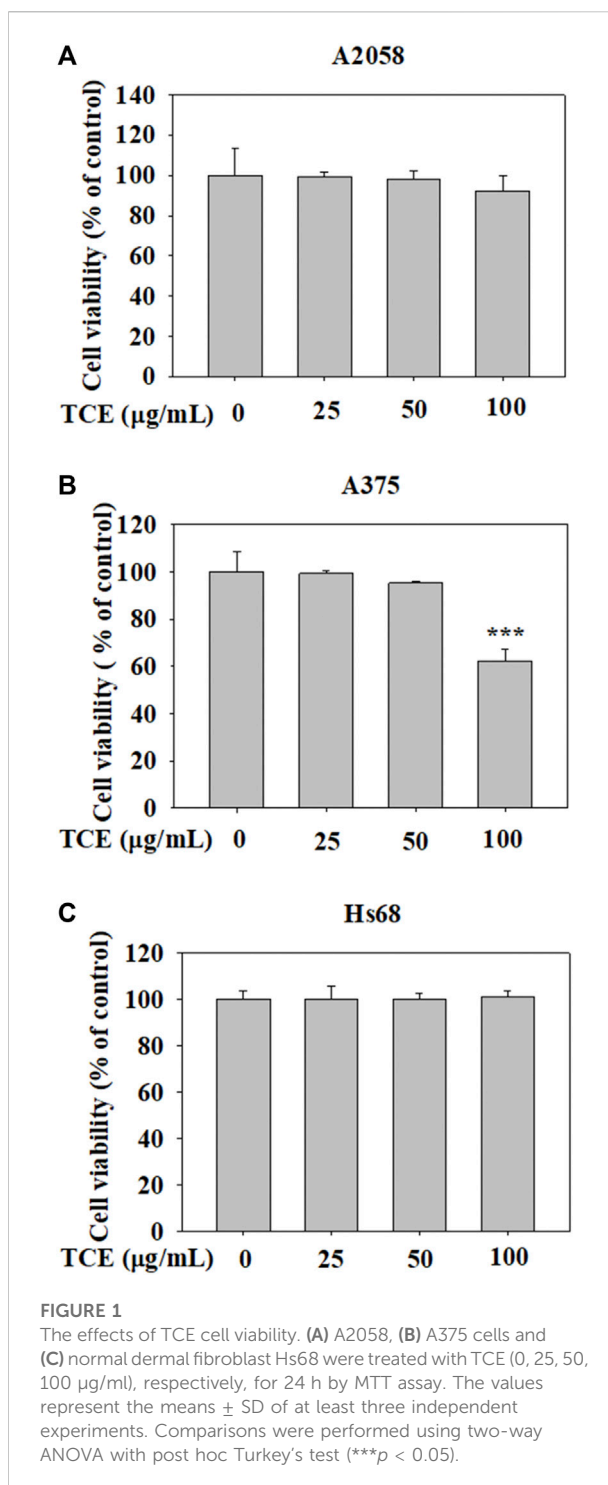 A
A2058
Cell viability (% of control)
140
120
100
80
60
40
20
0
TCE (µg/mL) 0 25 50 100
B
A375
Cell viability ( % of control)
120
100
80
60
40
20
0
***
TCE (µg/mL) 0 25 50 100
C
Hs68
Cell viability (% of control)
120
100
80
60
40
20
0
TCE (µg/mL) 0 25 50 100
FIGURE 1
The effects of TCE cell viability. (A) A2058, (B) A375 cells and
(C) normal dermal fibroblast Hs68 were treated with TCE (0, 25, 50,
100 µg/ml), respectively, for 24 h by MTT assay. The values
represent the means ± SD of at least three independent
experiments. Comparisons were performed using two-way
ANOVA with post hoc Turkey's test (***p < 0.05).